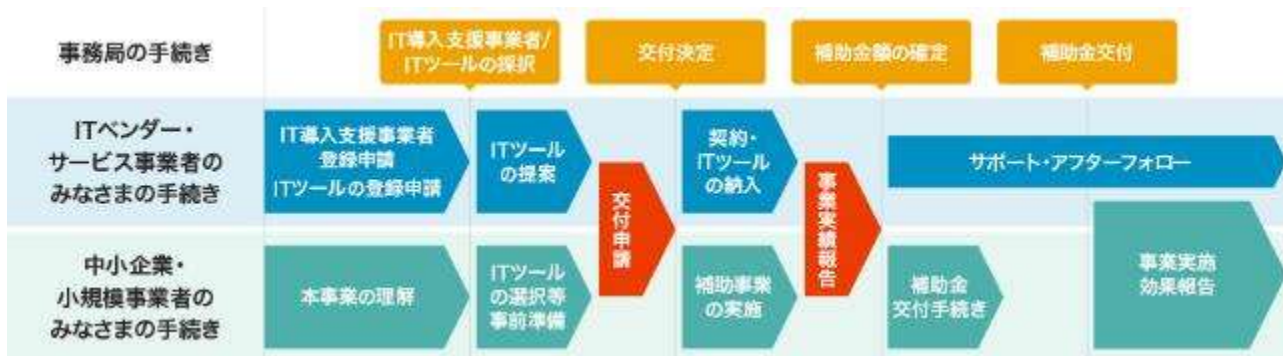 事務局の手続き
IT導入支援事業者/
ITツールの採択
交付決定
補助金額の確定
補助金交付
ITベンダー・
サービス事業者の
みなさまの手続き
IT導入支援事業者
登録申請
ITツールの登録申請
ITツール
の提案
交付申請
契約・
ITツール
の納入
事業実績報告
サポート・アフターフォロー
中小企業・
小規模事業者の
みなさまの手続き
本事業の理解
ITツール
の選択等
事前準備
補助事業
の実施
補助金
交付手続き
事業実施
効果報告